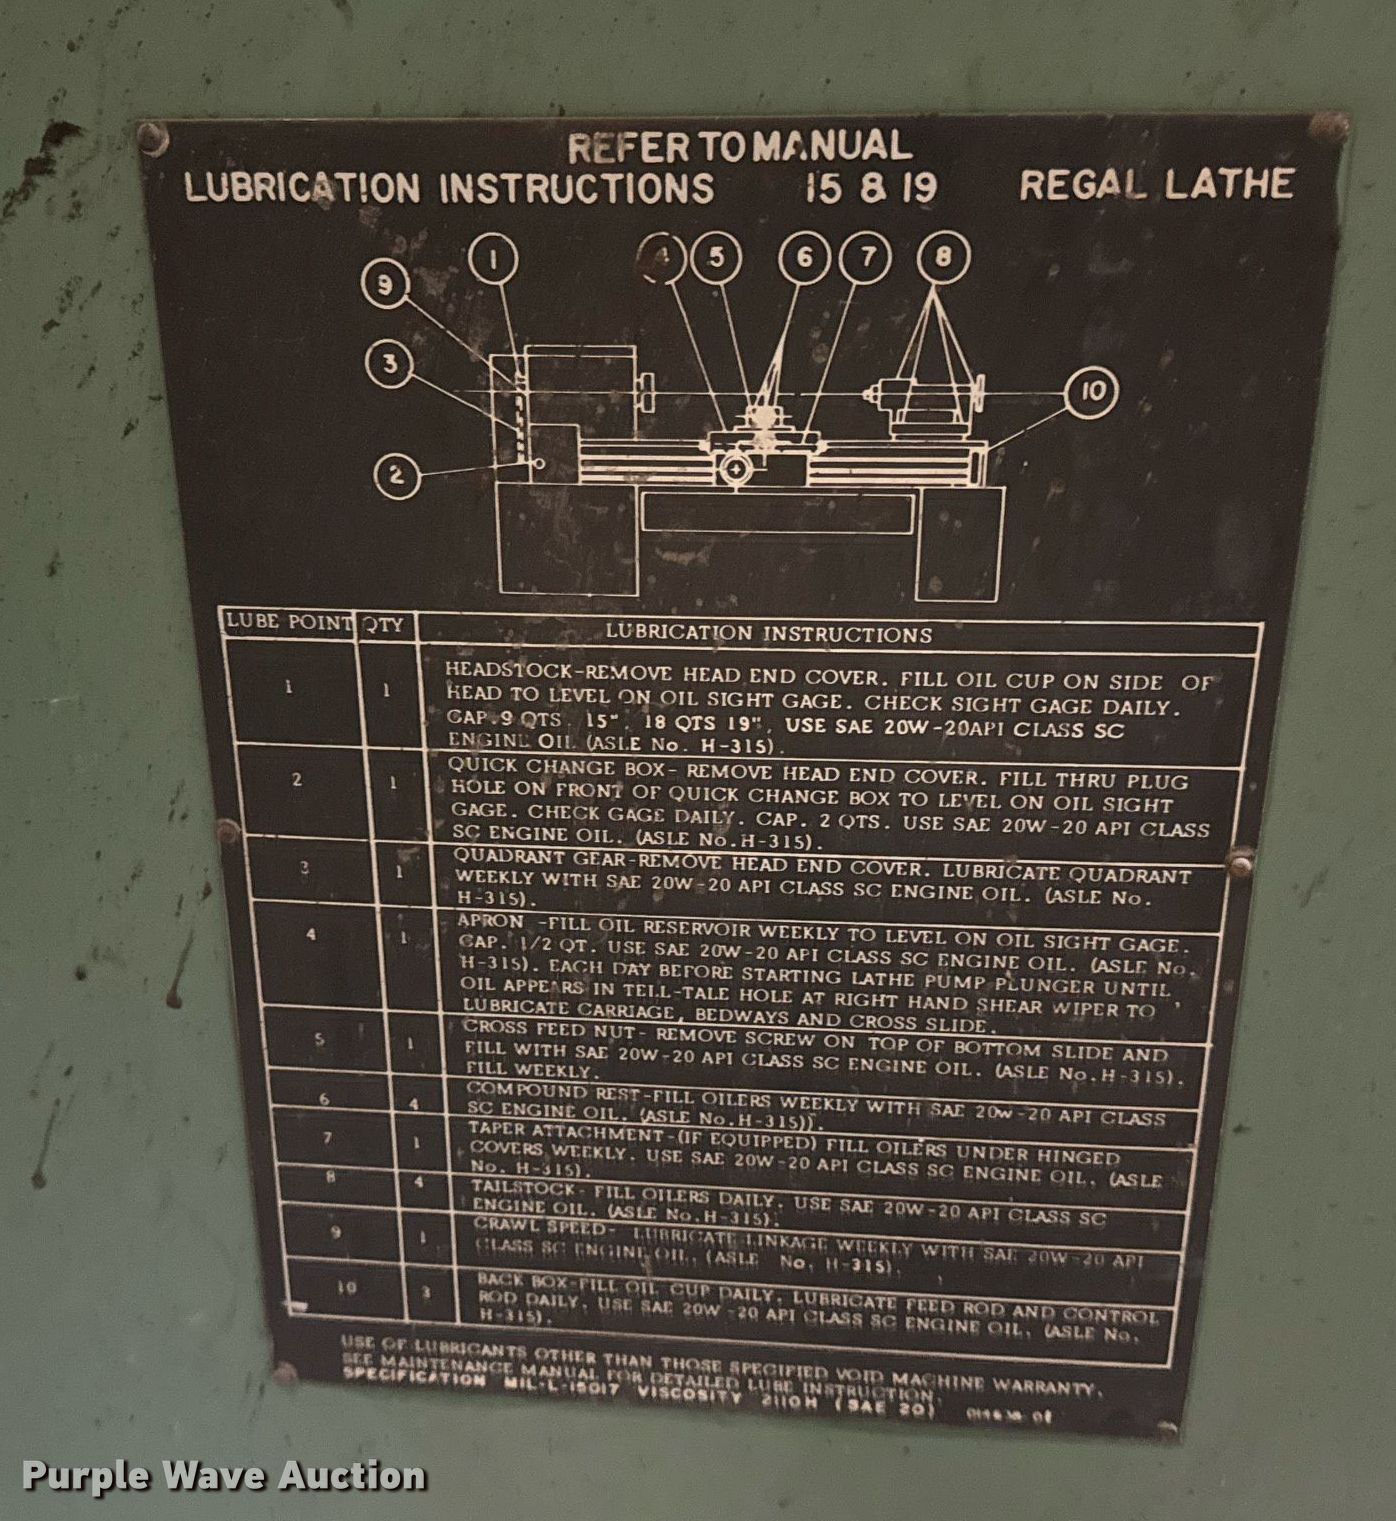 REFER TO MANUAL
LUBRICATION INSTRUCTIONS 15 & 19 REGAL LATHE
1 4 5 6 7 8
9
3
10
2
LUBE POINT QTY LUBRICATION INSTRUCTIONS
1 1 HEADSTOCK-REMOVE HEAD END COVER. FILL OIL CUP ON SIDE OF
HEAD TO LEVEL ON OIL SIGHT GAGE. CHECK SIGHT GAGE DAILY.
CAP. 9 QTS. 15", 18 QTS 19", USE SAE 20W-20API CLASS SC
ENGINE OIL (ASLE No. H-315).
2 1 QUICK CHANGE BOX- REMOVE HEAD END COVER. FILL THRU PLUG
HOLE ON FRONT OF QUICK CHANGE BOX TO LEVEL ON OIL SIGHT
GAGE. CHECK GAGE DAILY. CAP. 2 QTS. USE SAE 20W-20 API CLASS
SC ENGINE OIL. (ASLE No.H-315).
3 1 QUADRANT GEAR-REMOVE HEAD END COVER. LUBRICATE QUADRANT
WEEKLY WITH SAE 20W-20 API CLASS SC ENGINE OIL. (ASLE No.
H-315).
4 1 APRON -FILL OIL RESERVOIR WEEKLY TO LEVEL ON OIL SIGHT GAGE.
CAP. 1/2 QT. USE SAE 20W-20 API CLASS SC ENGINE OIL. (ASLE No.
H-315). EACH DAY BEFORE STARTING LATHE PUMP PLUNGER UNTIL
OIL APPEARS IN TELL-TALE HOLE AT RIGHT HAND SHEAR WIPER TO
LUBRICATE CARRIAGE, BEDWAYS AND CROSS SLIDE.
5 1 CROSS FEED NUT- REMOVE SCREW ON TOP OF BOTTOM SLIDE AND
FILL WITH SAE 20W-20 API CLASS SC ENGINE OIL. (ASLE No.H-315).
FILL WEEKLY.
6 4 COMPOUND REST-FILL OILERS WEEKLY WITH SAE 20w-20 API CLASS
SC ENGINE OIL. (ASLE No.H-315)).
7 1 TAPER ATTACHMENT-(IF EQUIPPED) FILL OILERS UNDER HINGED
COVERS WEEKLY. USE SAE 20W-20 API CLASS SC ENGINE OIL. (ASLE
No. H-315).
8 4 TAILSTOCK- FILL OILERS DAILY. USE SAE 20W-20 API CLASS SC
ENGINE OIL. (ASLE No.H-315).
9 1 CRAWL SPEED- LUBRICATE LINKAGE WEEKLY WITH SAE 20W-20 API
CLASS SC ENGINE OIL. (ASLE No. H-315).
10 3 BACK BOX-FILL OIL CUP DAILY. LUBRICATE FEED ROD AND CONTROL
ROD DAILY. USE SAE 20W-20 API CLASS SC ENGINE OIL. (ASLE No.
H-315).
USE OF LUBRICANTS OTHER THAN THOSE SPECIFIED VOID MACHINE WARRANTY.
SEE MAINTENANCE MANUAL FOR DETAILED LUBE INSTRUCTION.
SPECIFICATION MIL-L-15017 VISCOSITY 2110H (SAE 20)
Purple Wave Auction